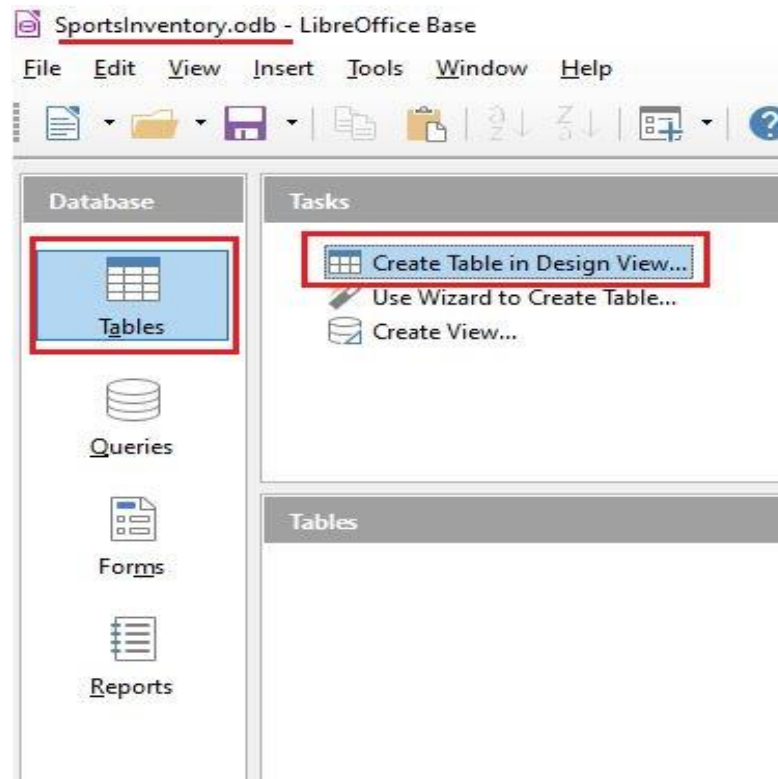 SportsInventory.odb - LibreOffice Base
File Edit View Insert Tools Window Help
Database
Tasks
Tables
Create Table in Design View...
Use Wizard to Create Table...
Create View...
Queries
Forms
Reports
Tables